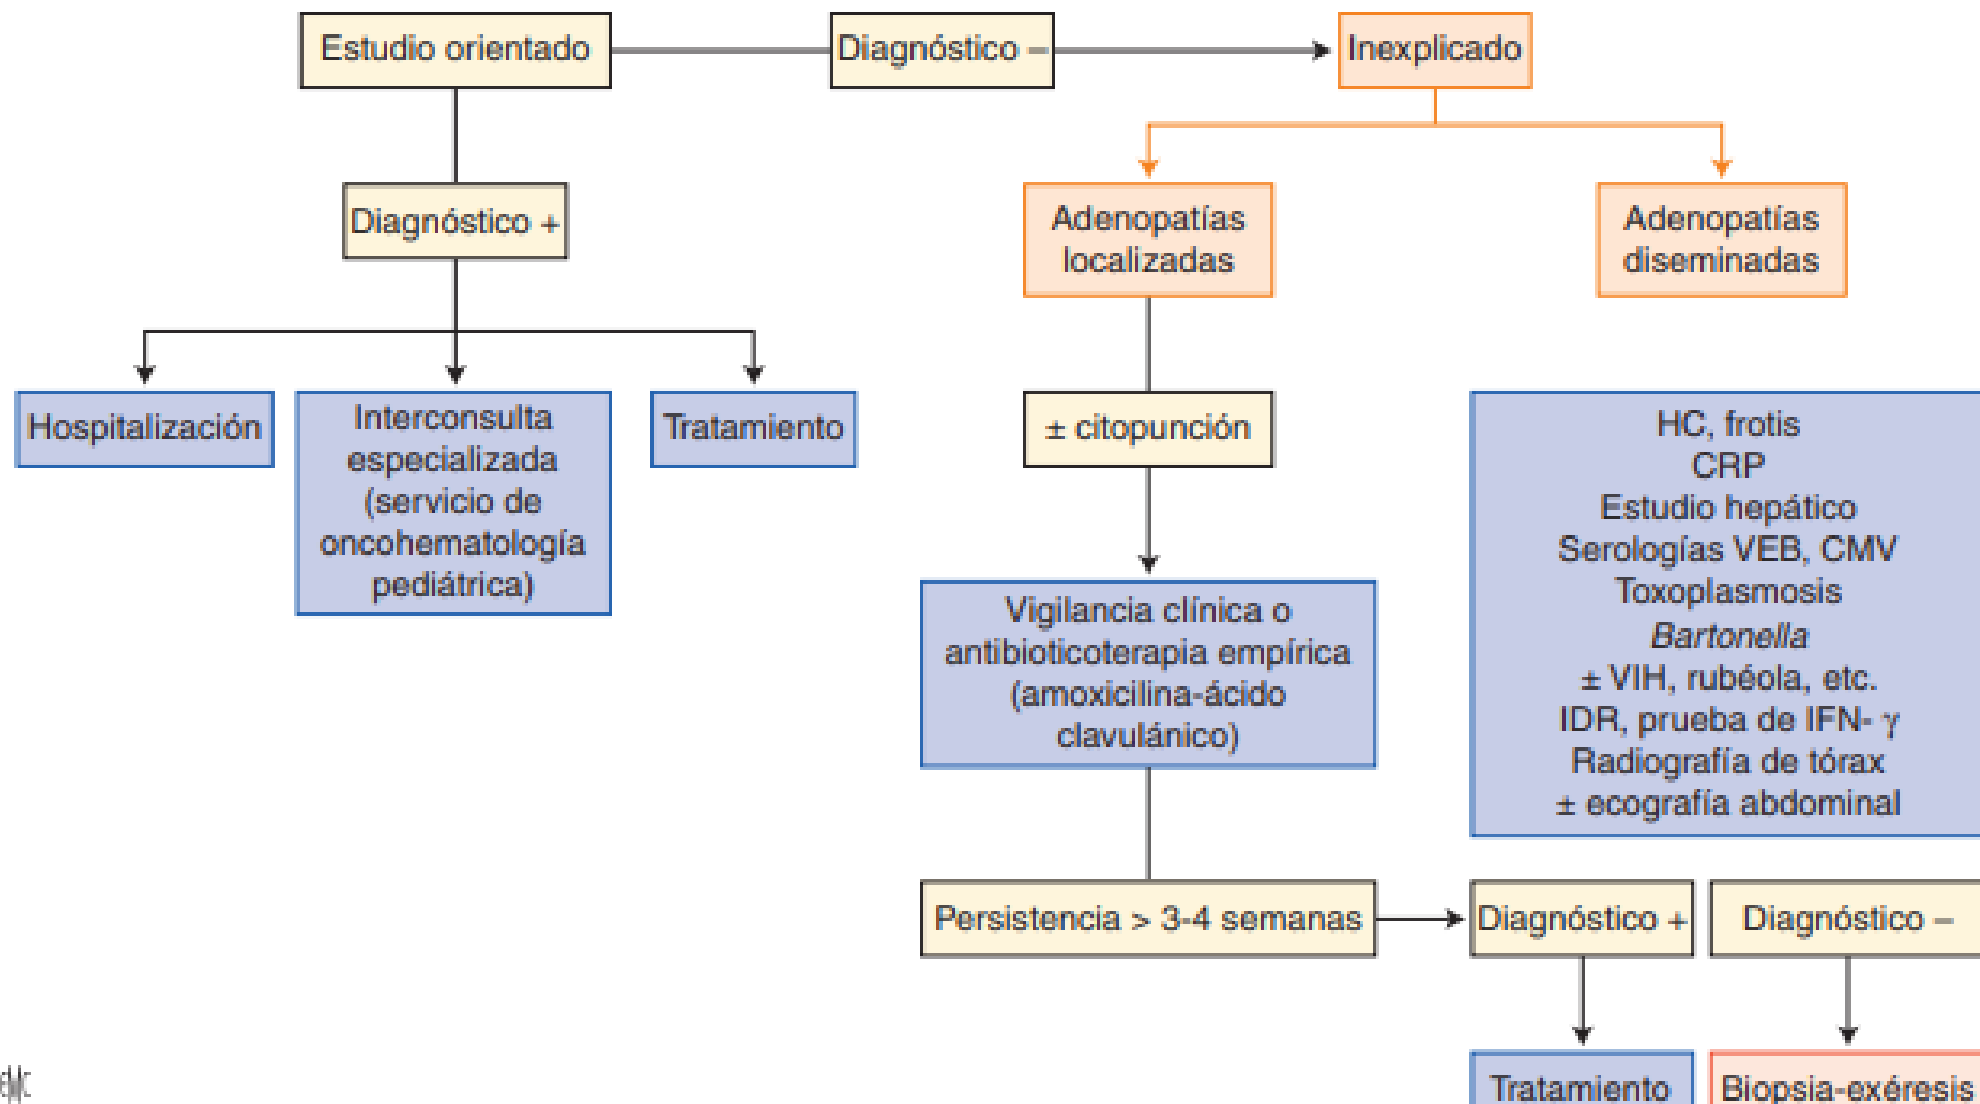 Estudio orientado
Diagnóstico –
Inexplicado
Diagnóstico +
Adenopatías
localizadas
Adenopatías
diseminadas
Hospitalización
Interconsulta
especializada
(servicio de
oncohematología
pediátrica)
Tratamiento
± citopunción
HC, frotis
CRP
Estudio hepático
Serologías VEB, CMV
Toxoplasmosis
Bartonella
± VIH, rubéola, etc.
IDR, prueba de IFN- γ
Radiografía de tórax
± ecografía abdominal
Vigilancia clínica o
antibioticoterapia empírica
(amoxicilina-ácido
clavulánico)
Persistencia > 3-4 semanas
Diagnóstico +
Diagnóstico –
Tratamiento
Biopsia-exéresis